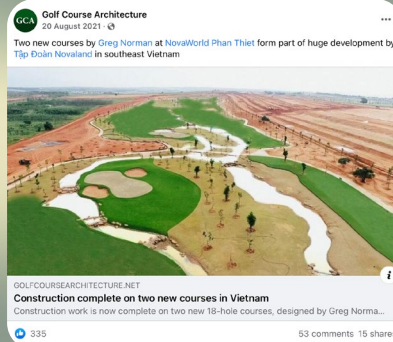 GCA
Golf Course Architecture
20 August 2021 ·
Two new courses by Greg Norman at NovaWorld Phan Thiet form part of huge development by
Tập Đoàn Novaland in southeast Vietnam
i
GOLFCOURSEARCHITECTURE.NET
Construction complete on two new courses in Vietnam
Construction work is now complete on two new 18-hole courses, designed by Greg Norma...
335
53 comments 15 share